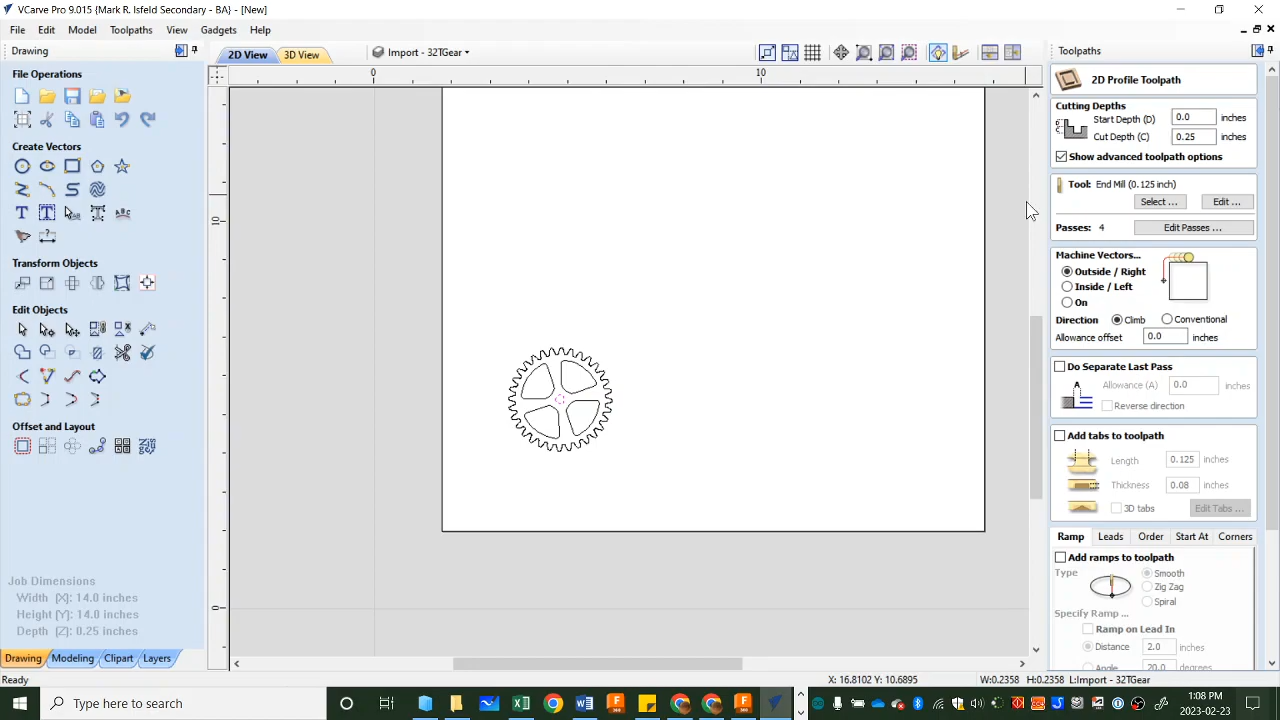 VCarve Pro 9.015 {Mark R. Isfeld Secondary - BA} - [New]
File Edit Model Toolpaths View Gadgets Help
Drawing
File Operations
Create Vectors
Transform Objects
Edit Objects
Offset and Layout
Job Dimensions
Width (X): 14.0 inches
Height (Y): 14.0 inches
Depth (Z): 0.25 inches
Drawing Modeling Clipart Layers
2D View 3D View Import - 32TGear
0 10
10
0
Toolpaths
2D Profile Toolpath
Cutting Depths
Start Depth (D) 0.0 inches
Cut Depth (C) 0.25 inches
Show advanced toolpath options
Tool: End Mill (0.125 inch)
Select ... Edit ...
Passes: 4 Edit Passes ...
Machine Vectors...
Outside / Right
Inside / Left
On
Direction Climb Conventional
Allowance offset 0.0 inches
Do Separate Last Pass
A Allowance (A) 0.0 inches
Reverse direction
Add tabs to toolpath
Length 0.125 inches
Thickness 0.08 inches
3D tabs Edit Tabs ...
Ramp Leads Order Start At Corners
Add ramps to toolpath
Type Smooth
Zig Zag
Spiral
Specify Ramp ...
Ramp on Lead In
Distance 2.0 inches
Angle 20.0 degrees
Ready X: 16.8102 Y: 10.6895 W:0.2358 H:0.2358 L:Import - 32TGear
Type here to search
1:08 PM
2023-02-23